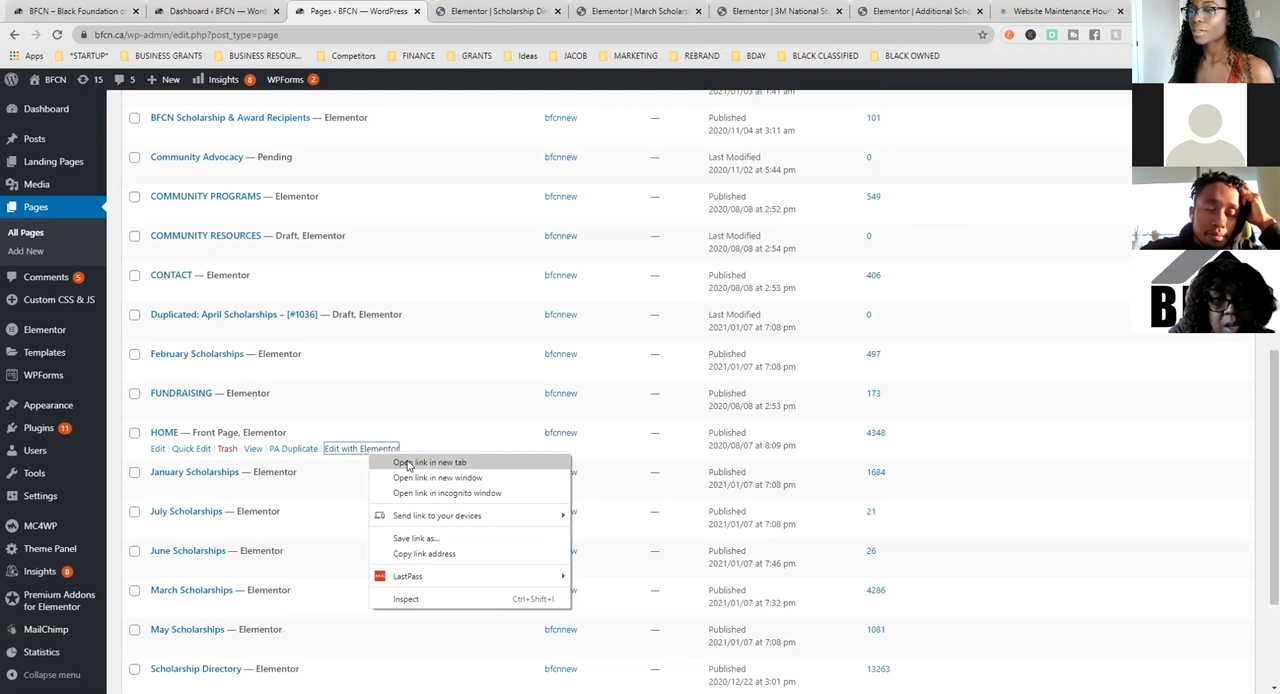 BFCN – Black Foundation of
Dashboard ‹ BFCN — Wor
Pages ‹ BFCN — WordPress
Elementor | Scholarship Dir
Elementor | March Scholarsh
Elementor | 3M National St
Elementor | Additional Scho
Website Maintenance Hour
bfcn.ca/wp-admin/edit.php?post_type=page
Apps *STARTUP* BUSINESS GRANTS BUSINESS RESOUR... Competitors FINANCE GRANTS Ideas JACOB MARKETING REBRAND BDAY BLACK CLASSIFIED BLACK OWNED
BFCN 15 5 New Insights 8 WPForms 2
Dashboard
Posts
Landing Pages
Media
Pages
All Pages
Add New
Comments 5
Custom CSS & JS
Elementor
Templates
WPForms
Appearance
Plugins 11
Users
Tools
Settings
MC4WP
Theme Panel
Insights 8
Premium Addons
for Elementor
MailChimp
Statistics
Collapse menu
2021/01/03 at 1:41 am
BFCN Scholarship & Award Recipients — Elementor bfcnnew — Published 101
2020/11/04 at 3:11 am
Community Advocacy — Pending bfcnnew — Last Modified 0
2020/11/02 at 5:44 pm
COMMUNITY PROGRAMS — Elementor bfcnnew — Published 549
2020/08/08 at 2:52 pm
COMMUNITY RESOURCES — Draft, Elementor bfcnnew — Last Modified 0
2020/08/08 at 2:54 pm
CONTACT — Elementor bfcnnew — Published 406
2020/08/08 at 2:53 pm
Duplicated: April Scholarships – [#1036] — Draft, Elementor bfcnnew — Last Modified 0
2021/01/07 at 7:08 pm
February Scholarships — Elementor bfcnnew — Published 497
2021/01/07 at 7:08 pm
FUNDRAISING — Elementor bfcnnew — Published 173
2020/08/08 at 2:53 pm
HOME — Front Page, Elementor bfcnnew — Published 4348
2020/08/07 at 8:09 pm
Edit | Quick Edit | Trash | View | PA Duplicate | Edit with Elementor
Open link in new tab
Open link in new window
Open link in incognito window
Send link to your devices
Save link as...
Copy link address
LastPass
Inspect Ctrl+Shift+I
January Scholarships — Elementor — Published 1684
2021/01/07 at 7:08 pm
July Scholarships — Elementor — Published 21
2021/01/07 at 7:08 pm
June Scholarships — Elementor — Published 26
2021/01/07 at 7:46 pm
March Scholarships — Elementor — Published 4286
2021/01/07 at 7:32 pm
May Scholarships — Elementor bfcnnew — Published 1081
2021/01/07 at 7:08 pm
Scholarship Directory — Elementor bfcnnew — Published 13263
2020/12/22 at 3:01 pm